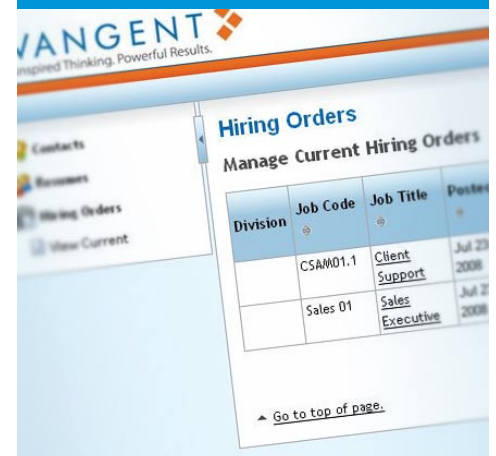 VANGENT
Inspired Thinking. Powerful Results.
Contacts
Resumes
Hiring Orders
View Current
Hiring Orders
Manage Current Hiring Orders
Division Job Code Job Title Posted
CSAM01.1 Client Support Jul 23 2008
Sales 01 Sales Executive Jul 2 2008
Go to top of page.